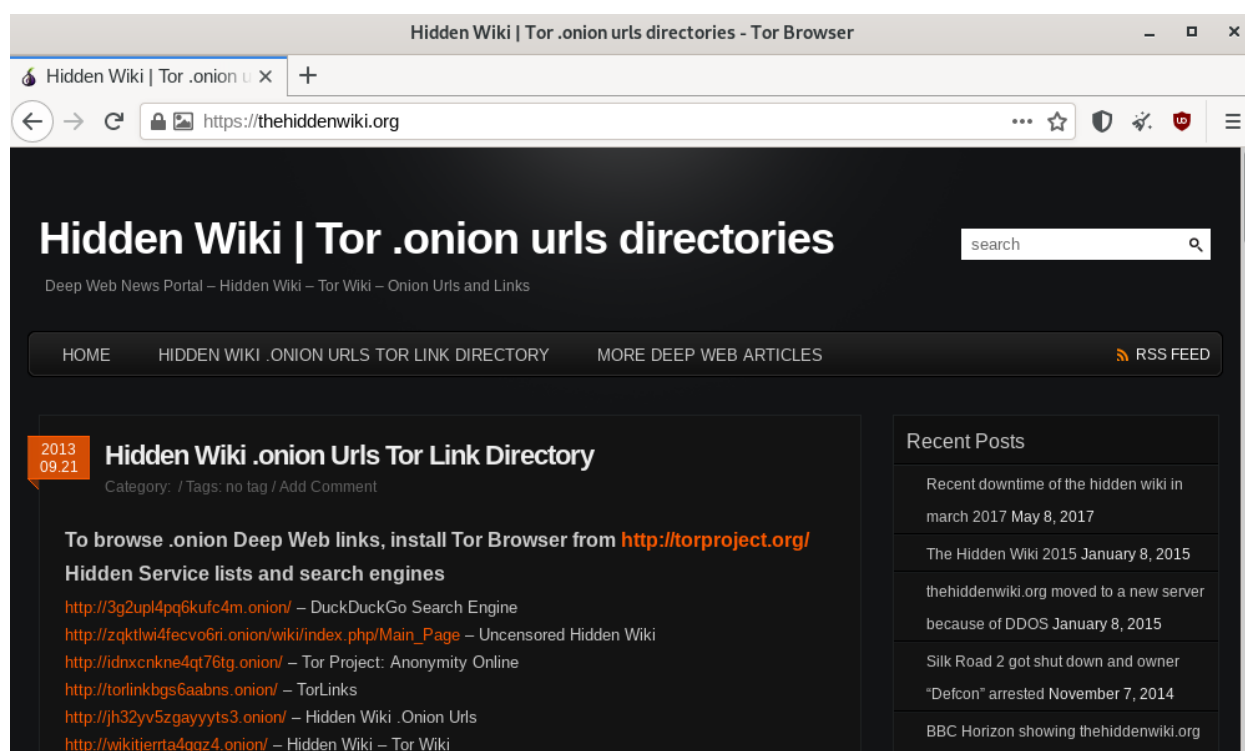 Hidden Wiki | Tor .onion urls directories - Tor Browser
Hidden Wiki | Tor .onion u
https://thehiddenwiki.org
Hidden Wiki | Tor .onion urls directories
search
Deep Web News Portal – Hidden Wiki – Tor Wiki – Onion Urls and Links
HOME HIDDEN WIKI .ONION URLS TOR LINK DIRECTORY MORE DEEP WEB ARTICLES RSS FEED
2013
09.21
Hidden Wiki .onion Urls Tor Link Directory
Category: / Tags: no tag / Add Comment
To browse .onion Deep Web links, install Tor Browser from http://torproject.org/
Hidden Service lists and search engines
http://3g2upl4pq6kufc4m.onion/ – DuckDuckGo Search Engine
http://zqktlwi4fecvo6ri.onion/wiki/index.php/Main_Page – Uncensored Hidden Wiki
http://idnxcnkne4qt76tg.onion/ – Tor Project: Anonymity Online
http://torlinkbgs6aabns.onion/ – TorLinks
http://jh32yv5zgayyyts3.onion/ – Hidden Wiki .Onion Urls
http://wikitjerrta4qgz4.onion/ – Hidden Wiki – Tor Wiki
Recent Posts
Recent downtime of the hidden wiki in
march 2017 May 8, 2017
The Hidden Wiki 2015 January 8, 2015
thehiddenwiki.org moved to a new server
because of DDOS January 8, 2015
Silk Road 2 got shut down and owner
“Defcon” arrested November 7, 2014
BBC Horizon showing thehiddenwiki.org